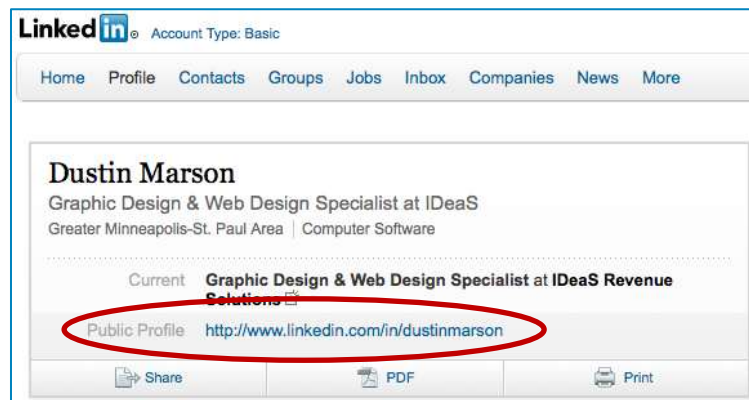 Linked in® Account Type: Basic
Home Profile Contacts Groups Jobs Inbox Companies News More
Dustin Marson
Graphic Design & Web Design Specialist at IDeaS
Greater Minneapolis-St. Paul Area | Computer Software
Current Graphic Design & Web Design Specialist at IDeaS Revenue
Solutions
Public Profile http://www.linkedin.com/in/dustinmarson
Share PDF Print